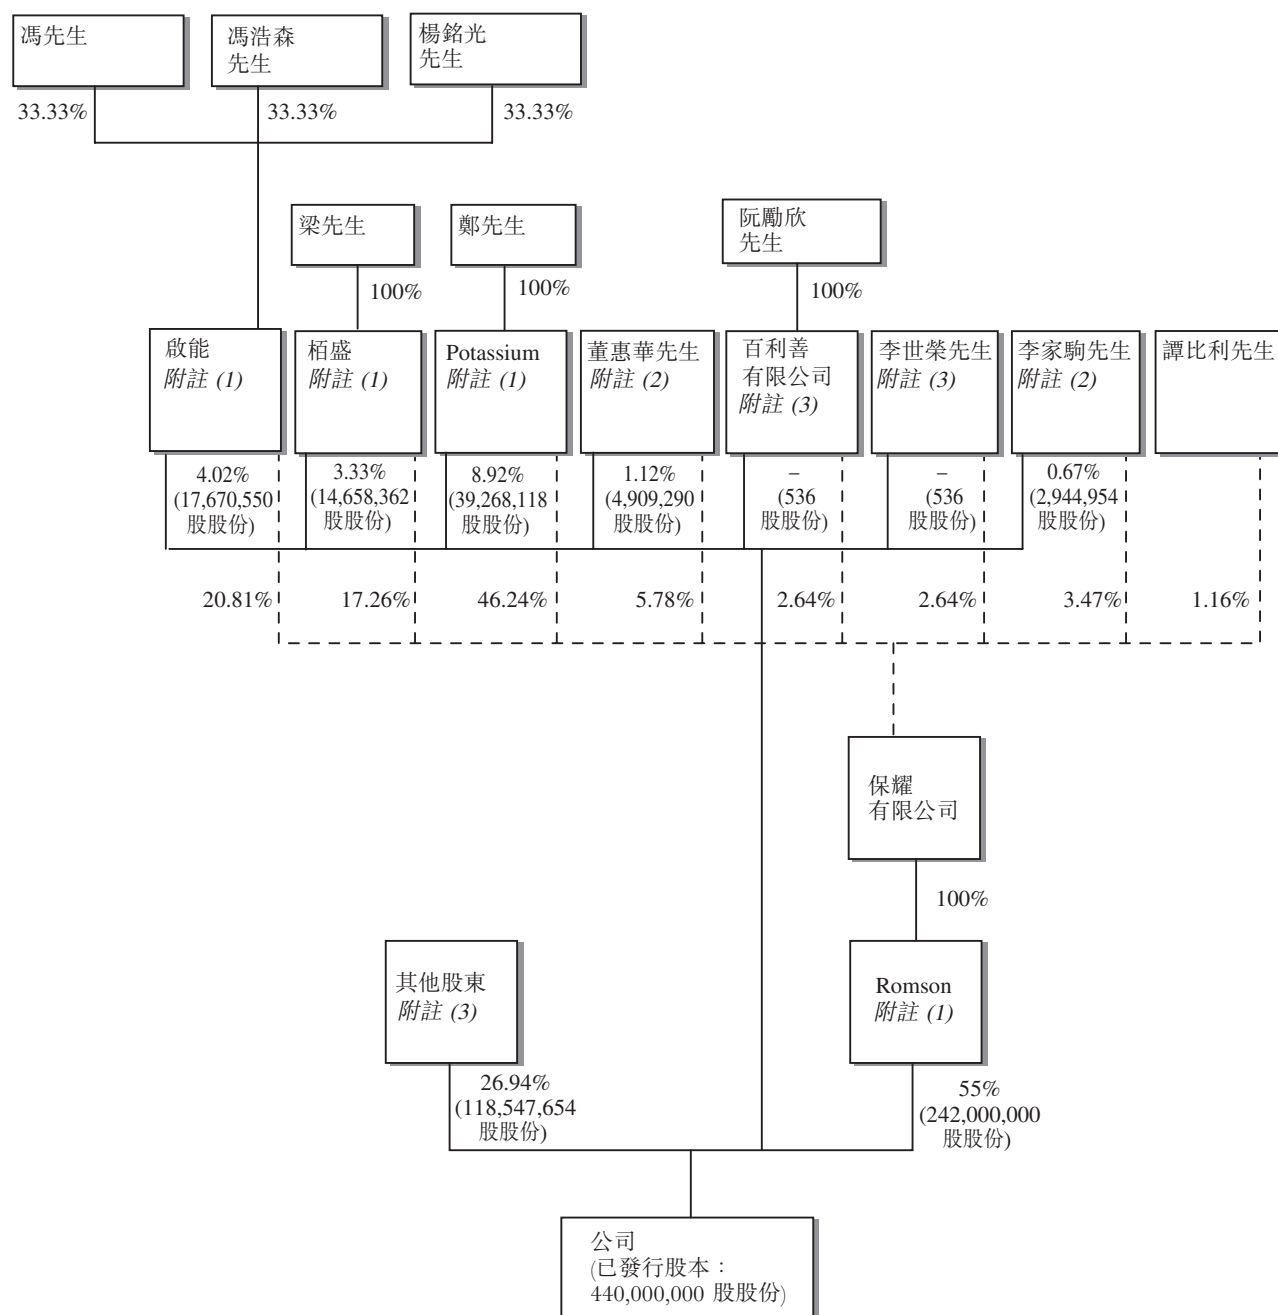 馮先生
馮浩森
先生
楊銘光
先生
33.33%
33.33%
33.33%
梁先生
鄭先生
阮勵欣
先生
100%
100%
100%
啟能
附註 (1)
栢盛
附註 (1)
Potassium
附註 (1)
董惠華先生
附註 (2)
百利善
有限公司
附註 (3)
李世榮先生
附註 (3)
李家駒先生
附註 (2)
譚比利先生
4.02%
(17,670,550
股股份)
3.33%
(14,658,362
股股份)
8.92%
(39,268,118
股股份)
1.12%
(4,909,290
股股份)
–
(536
股股份)
–
(536
股股份)
0.67%
(2,944,954
股股份)
20.81%
17.26%
46.24%
5.78%
2.64%
2.64%
3.47%
1.16%
保耀
有限公司
100%
其他股東
附註 (3)
Romson
附註 (1)
26.94%
(118,547,654
股股份)
55%
(242,000,000
股股份)
公司
(已發行股本：
440,000,000 股股份)